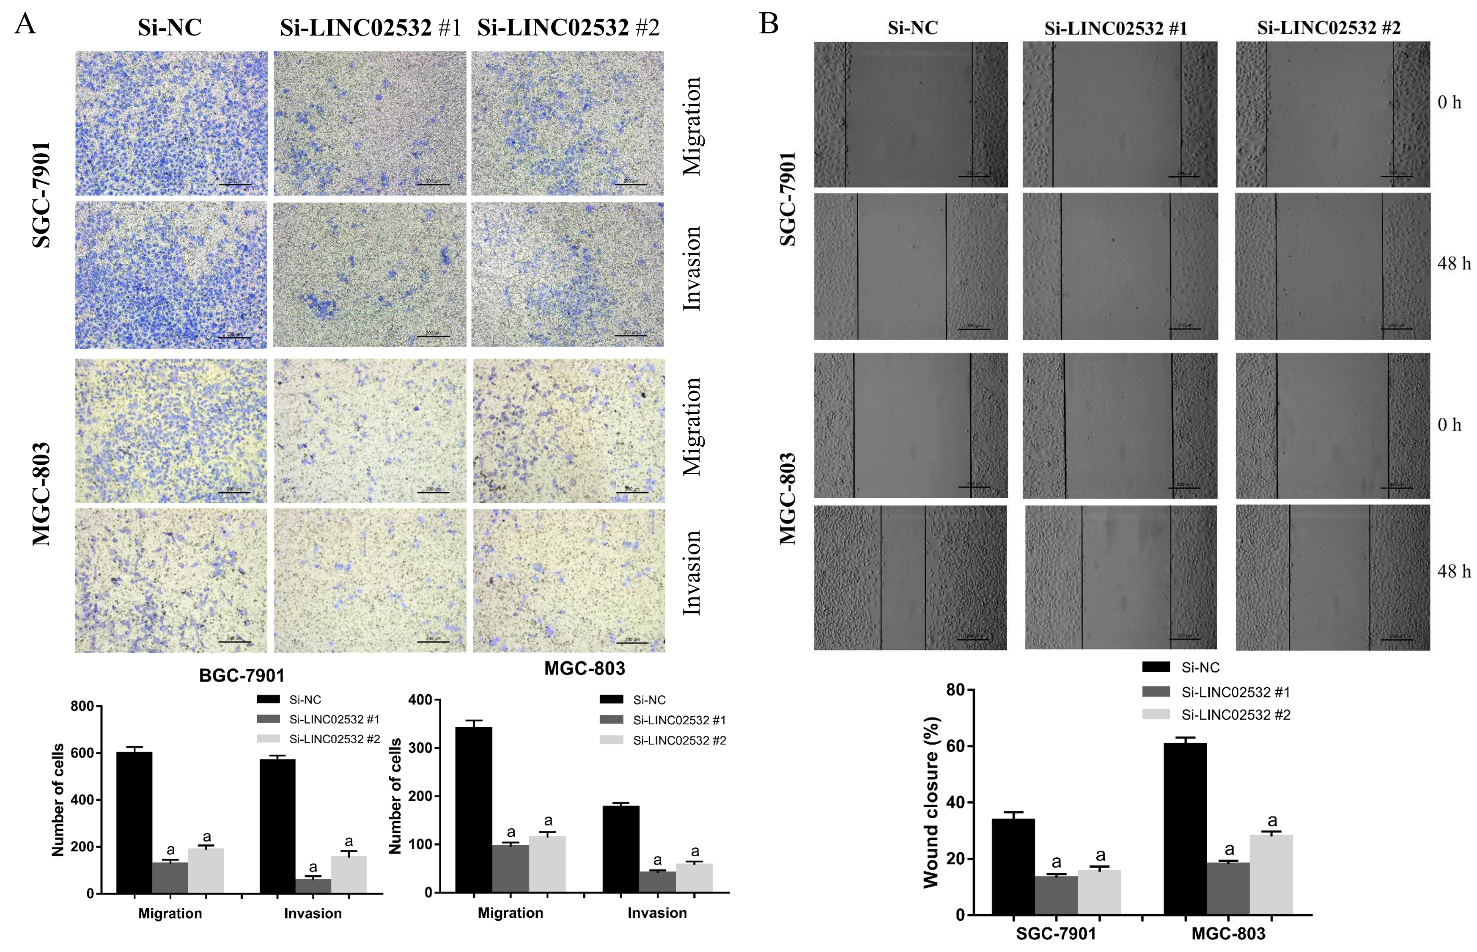 A
Si-NC
Si-LINC02532 #1
Si-LINC02532 #2
SGC-7901
Migration
Invasion
MGC-803
Migration
Invasion
BGC-7901
Si-NC
Si-LINC02532 #1
Si-LINC02532 #2
Number of cells
800
600
400
200
0
a
a
a
a
Migration
Invasion
MGC-803
Si-NC
Si-LINC02532 #1
Si-LINC02532 #2
Number of cells
400
300
200
100
0
a
a
a
a
Migration
Invasion
B
Si-NC
Si-LINC02532 #1
Si-LINC02532 #2
SGC-7901
0 h
48 h
MGC-803
0 h
48 h
Si-NC
Si-LINC02532 #1
Si-LINC02532 #2
Wound closure (%)
80
60
40
20
0
a
a
a
a
SGC-7901
MGC-803